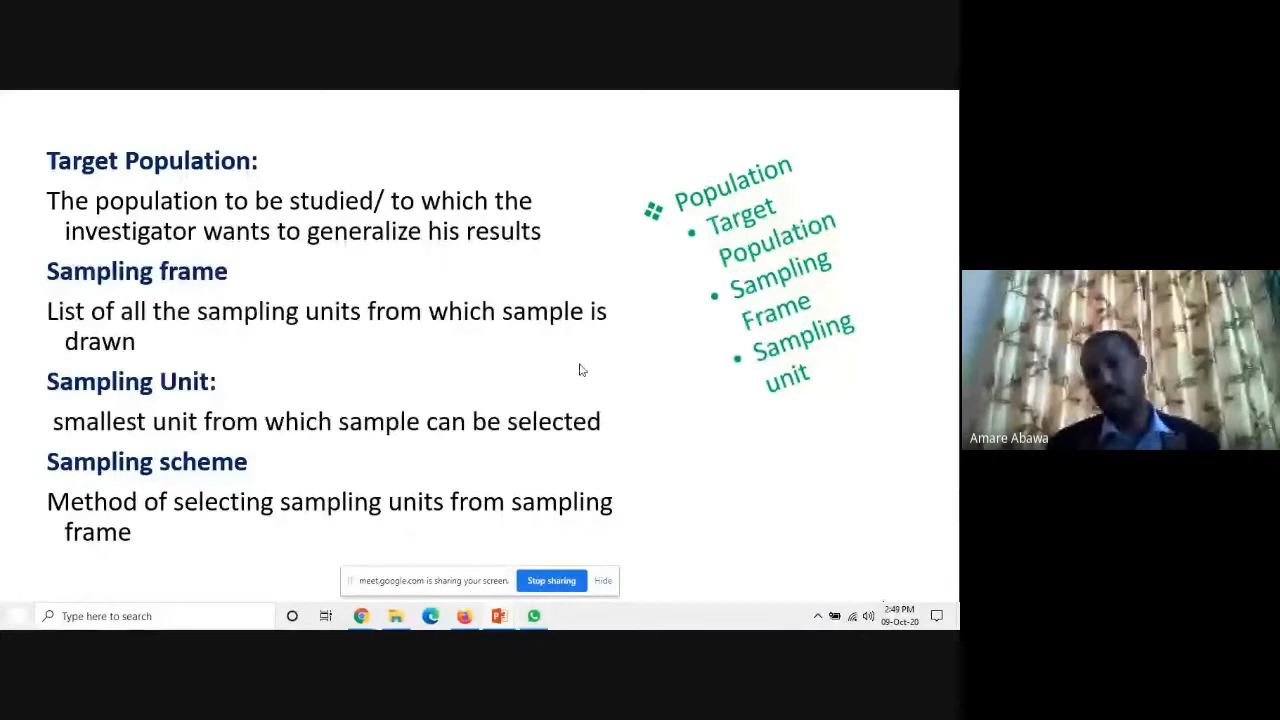 Target Population:
The population to be studied/ to which the
investigator wants to generalize his results
Sampling frame
List of all the sampling units from which sample is
drawn
Sampling Unit:
smallest unit from which sample can be selected
Sampling scheme
Method of selecting sampling units from sampling
frame
❖ Population
• Target
Population
• Sampling
Frame
• Sampling
unit
Amare Abawa
meet.google.com is sharing your screen.
Stop sharing
Hide
Type here to search
2:49 PM
09-Oct-20